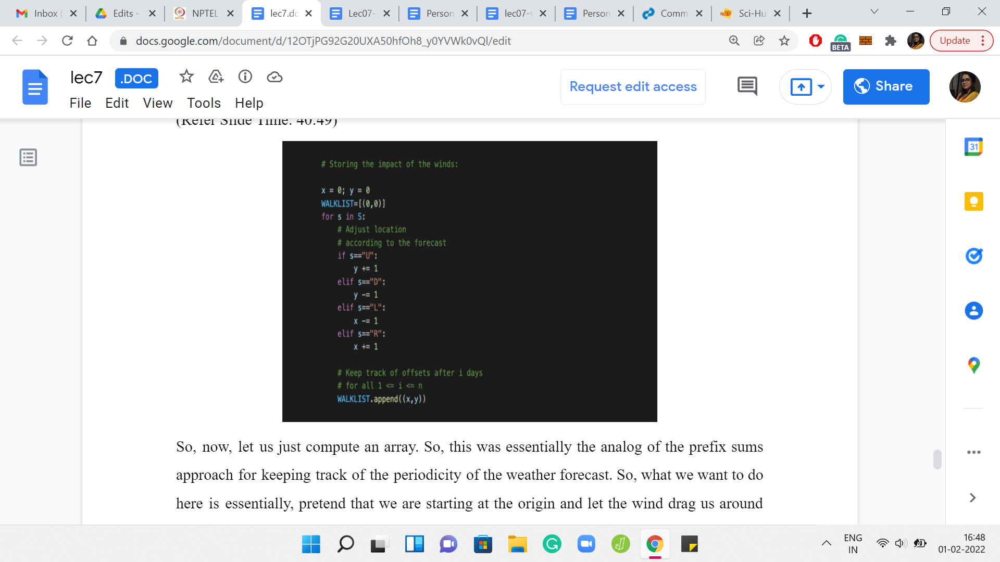 Inbox (
Edits -
NPTEL
lec7.do
Lec07-
Person
lec07-v
Person
Comm
Sci-Hu
docs.google.com/document/d/12OTjPG92G20UXA50hfOh8_y0YVWk0vQl/edit
BETA
Update
lec7
.DOC
Request edit access
Share
File Edit View Tools Help
(Refer Slide Time: 40:49)
31
# Storing the impact of the winds:
x = 0; y = 0
WALKLIST=[(0,0)]
for s in S:
# Adjust location
# according to the forecast
if s=="U":
y += 1
elif s=="D":
y -= 1
elif s=="L":
x -= 1
elif s=="R":
x += 1
# Keep track of offsets after i days
# for all 1 <= i <= n
WALKLIST.append((x,y))
So, now, let us just compute an array. So, this was essentially the analog of the prefix sums
approach for keeping track of the periodicity of the weather forecast. So, what we want to do
here is essentially, pretend that we are starting at the origin and let the wind drag us around
ENG
IN
16:48
01-02-2022